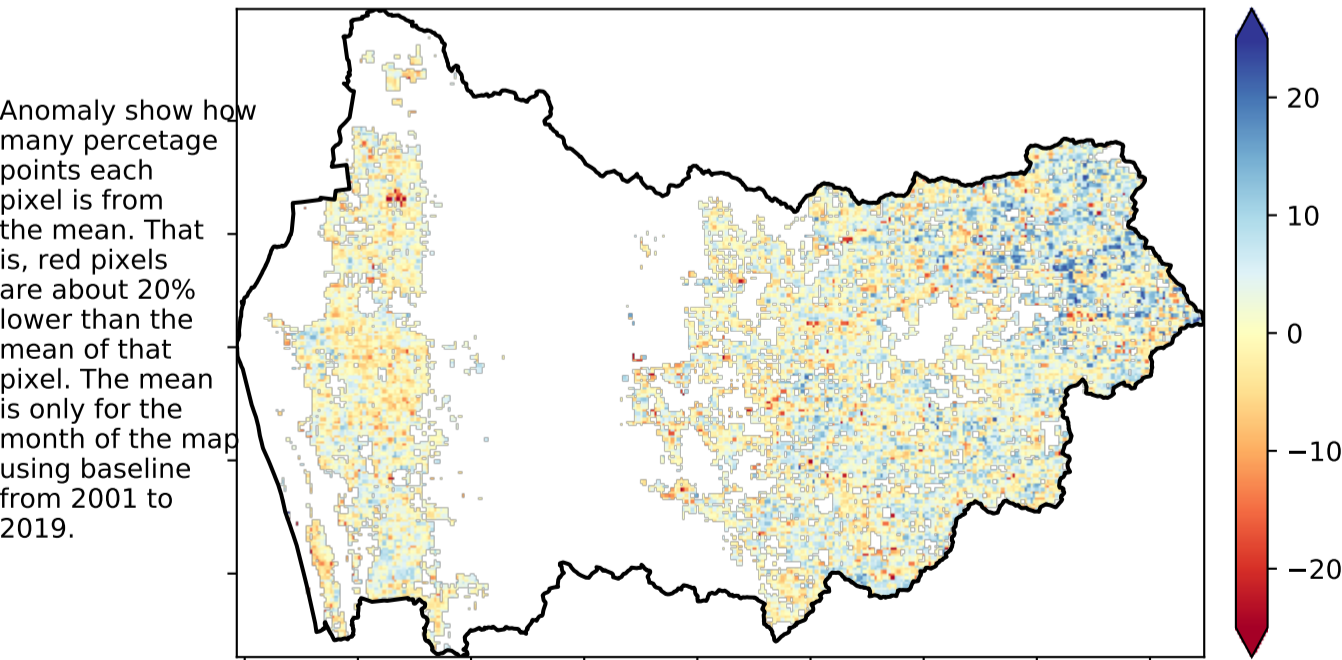 Anomaly show how
many percetage
points each
pixel is from
the mean. That
is, red pixels
are about 20%
lower than the
mean of that
pixel. The mean
is only for the
month of the map
using baseline
from 2001 to
2019.
20
10
0
−10
−20